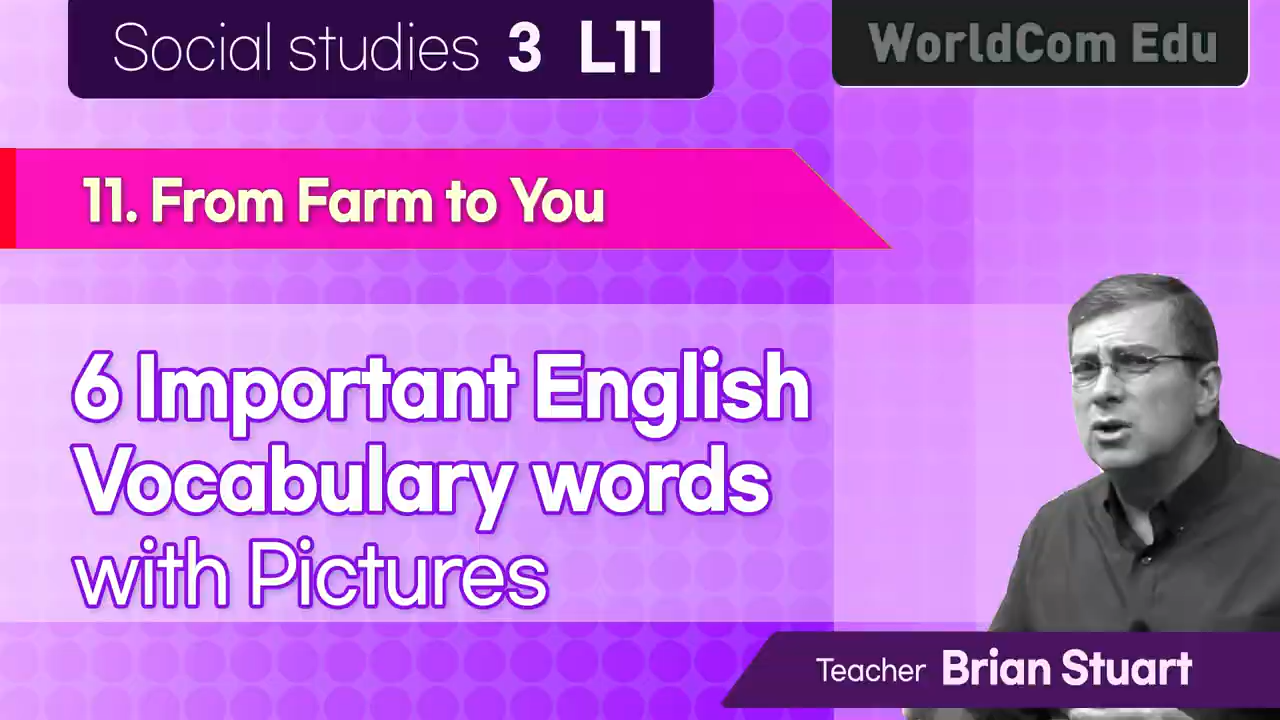 Social studies 3 L11
WorldCom Edu
11. From Farm to You
6 Important English
Vocabulary words
with Pictures
Teacher Brian Stuart